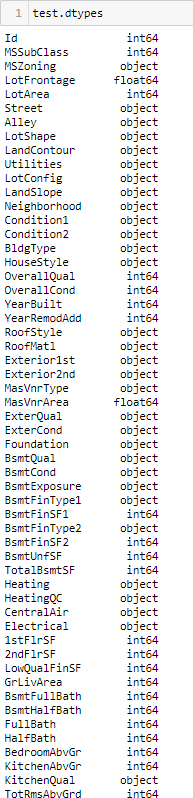 1 test.dtypes
Id int64
MSSubClass int64
MSZoning object
LotFrontage float64
LotArea int64
Street object
Alley object
LotShape object
LandContour object
Utilities object
LotConfig object
LandSlope object
Neighborhood object
Condition1 object
Condition2 object
BldgType object
HouseStyle object
OverallQual int64
OverallCond int64
YearBuilt int64
YearRemodAdd int64
RoofStyle object
RoofMatl object
Exterior1st object
Exterior2nd object
MasVnrType object
MasVnrArea float64
ExterQual object
ExterCond object
Foundation object
BsmtQual object
BsmtCond object
BsmtExposure object
BsmtFinType1 object
BsmtFinSF1 int64
BsmtFinType2 object
BsmtFinSF2 int64
BsmtUnfSF int64
TotalBsmtSF int64
Heating object
HeatingQC object
CentralAir object
Electrical object
1stFlrSF int64
2ndFlrSF int64
LowQualFinSF int64
GrLivArea int64
BsmtFullBath int64
BsmtHalfBath int64
FullBath int64
HalfBath int64
BedroomAbvGr int64
KitchenAbvGr int64
KitchenQual object
TotRmsAbvGrd int64